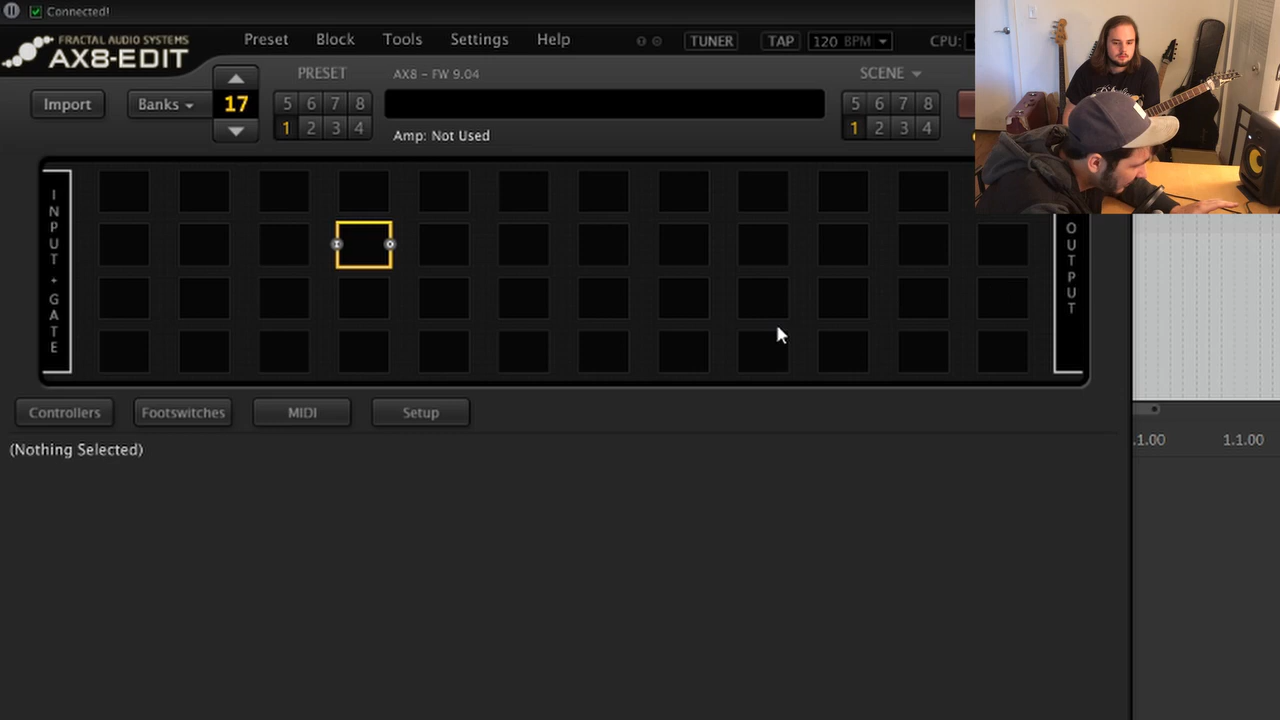 Connected!
FRACTAL AUDIO SYSTEMS
AX8-EDIT
Preset Block Tools Settings Help
TUNER TAP 120 BPM CPU:
Import Banks 17
PRESET
5 6 7 8
1 2 3 4
AX8 - FW 9.04
Amp: Not Used
SCENE
5 6 7 8
1 2 3 4
INPUT + GATE
OUTPUT
Controllers Footswitches MIDI Setup
(Nothing Selected)
.1.00 1.1.00